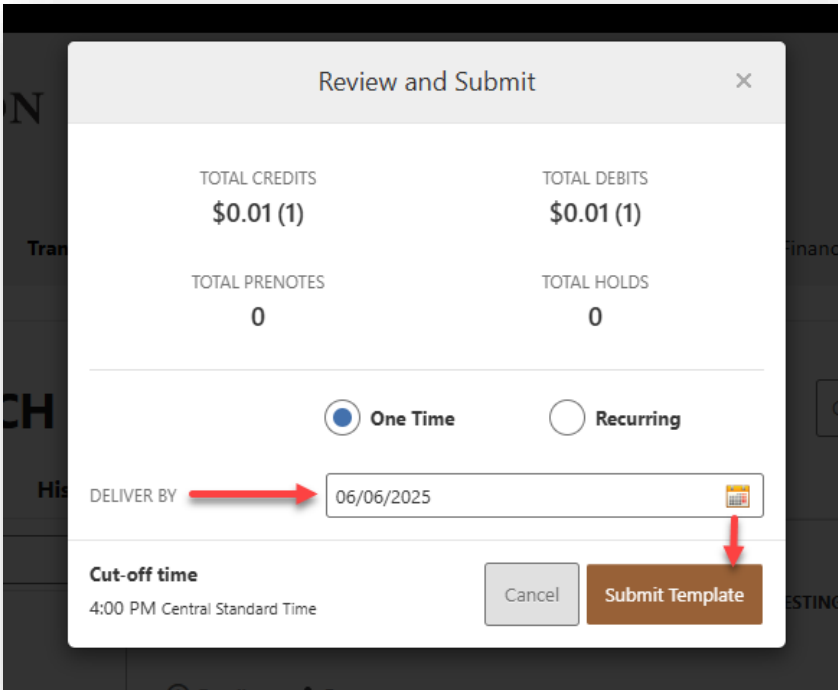 Review and Submit ×
TOTAL CREDITS TOTAL DEBITS
$0.01 (1) $0.01 (1)
TOTAL PRENOTES TOTAL HOLDS
0 0
One Time Recurring
DELIVER BY 06/06/2025
Cut-off time
4:00 PM Central Standard Time
Cancel Submit Template